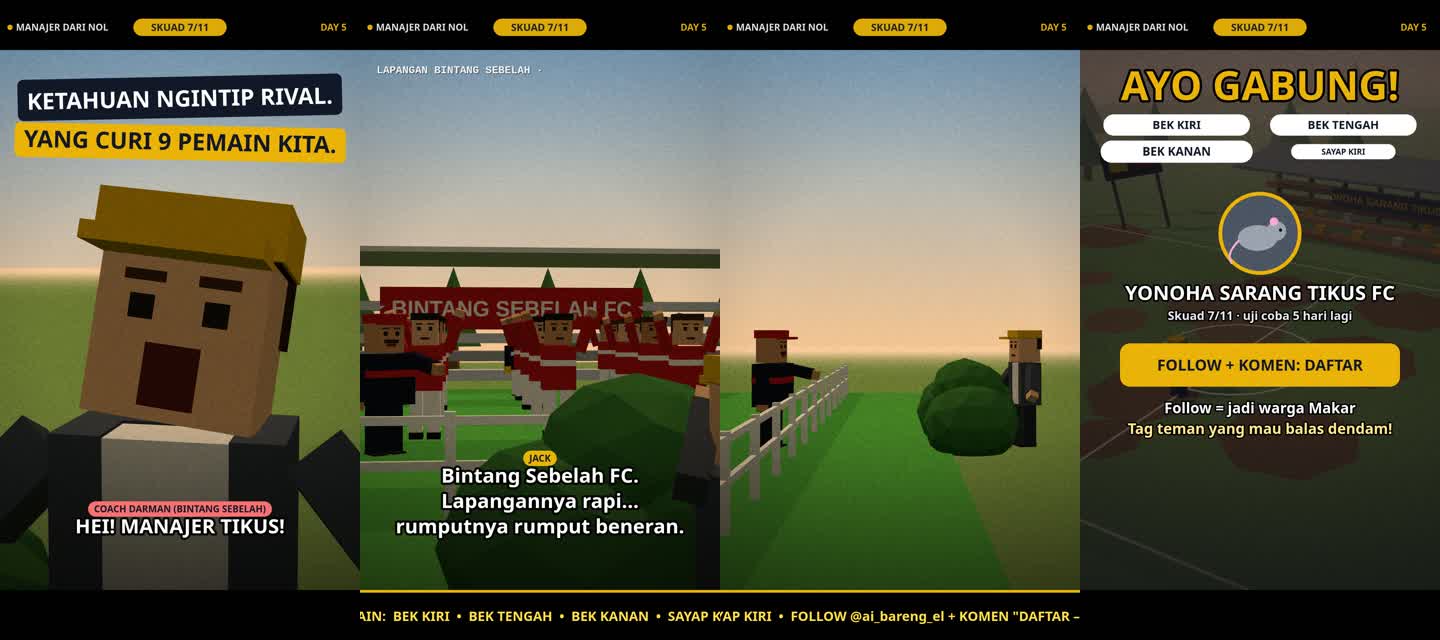 MANAJER DARI NOL
SKUAD 7/11
DAY 5
KETAHUAN NGINTIP RIVAL.
YANG CURI 9 PEMAIN KITA.
COACH DARMAN (BINTANG SEBELAH)
HEI! MANAJER TIKUS!
MANAJER DARI NOL
SKUAD 7/11
DAY 5
LAPANGAN BINTANG SEBELAH ·
BINTANG SEBELAH FC
JACK
Bintang Sebelah FC.
Lapangannya rapi...
rumputnya rumput beneran.
AIN: BEK KIRI • BEK TENGAH • BEK KANAN • SAYAP K
MANAJER DARI NOL
SKUAD 7/11
DAY 5
YAP KIRI • FOLLOW @ai_bareng_el + KOMEN "DAFTAR –
MANAJER DARI NOL
SKUAD 7/11
DAY 5
AYO GABUNG!
BEK KIRI
BEK TENGAH
BEK KANAN
SAYAP KIRI
YONOHA SARANG TIKUS
YONOHA SARANG TIKUS FC
Skuad 7/11 · uji coba 5 hari lagi
FOLLOW + KOMEN: DAFTAR
Follow = jadi warga Makar
Tag teman yang mau balas dendam!